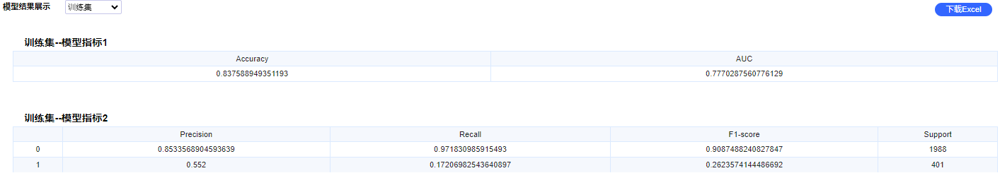 模型结果展示 训练集 下载Excel
训练集--模型指标1
Accuracy AUC
0.837588949351193 0.7770287560776129
训练集--模型指标2
Precision Recall F1-score Support
0 0.8533568904593639 0.971830985915493 0.9087488240827847 1988
1 0.552 0.17206982543640897 0.2623574144486692 401